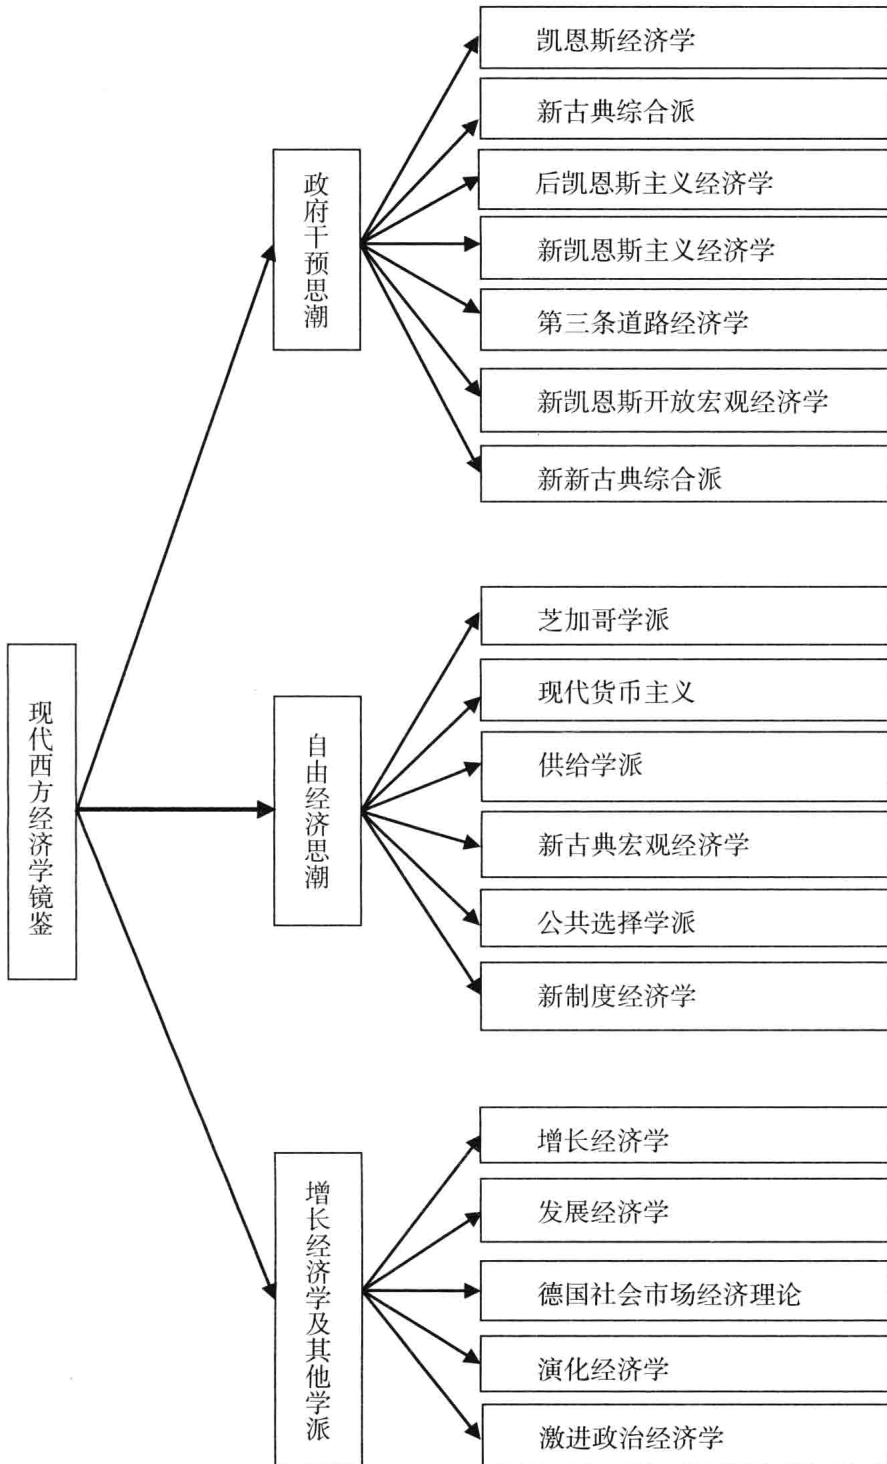 现代西方经济学镜鉴
政府干预思潮
凯恩斯经济学
新古典综合派
后凯恩斯主义经济学
新凯恩斯主义经济学
第三条道路经济学
新凯恩斯开放宏观经济学
新新古典综合派
自由经济思潮
芝加哥学派
现代货币主义
供给学派
新古典宏观经济学
公共选择学派
新制度经济学
增长经济学及其他学派
增长经济学
发展经济学
德国社会市场经济理论
演化经济学
激进政治经济学